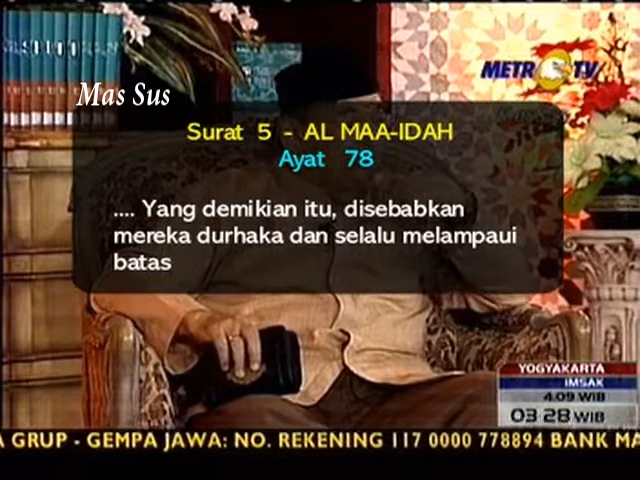 METRO TV
Mas Sus
Surat 5 - AL MAA-IDAH
Ayat 78
.... Yang demikian itu, disebabkan
mereka durhaka dan selalu melampaui
batas
YOGYAKARTA
IMSAK
4.09 WIB
03:28 WIB
A GRUP - GEMPA JAWA: NO. REKENING 117 0000 778894 BANK MA